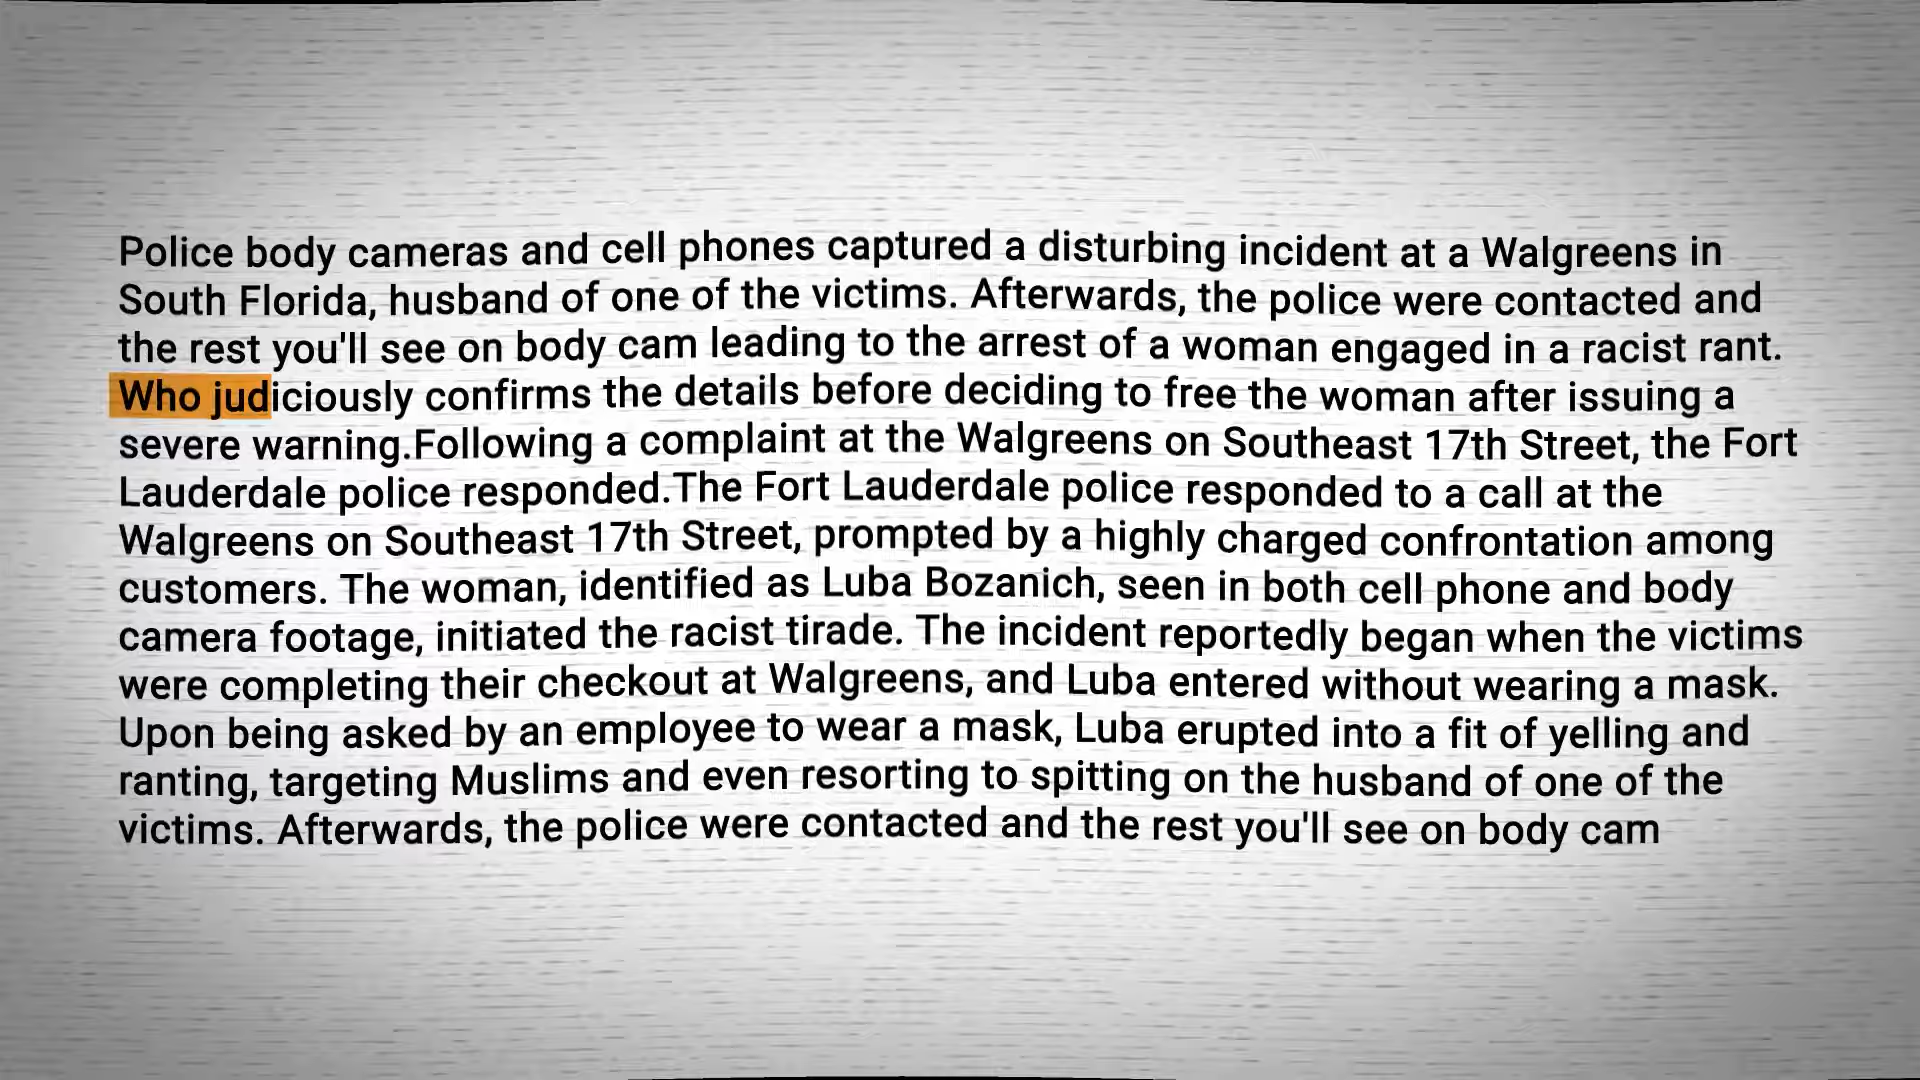 Police body cameras and cell phones captured a disturbing incident at a Walgreens in
South Florida, husband of one of the victims. Afterwards, the police were contacted and
the rest you'll see on body cam leading to the arrest of a woman engaged in a racist rant.
Who judiciously confirms the details before deciding to free the woman after issuing a
severe warning.Following a complaint at the Walgreens on Southeast 17th Street, the Fort
Lauderdale police responded.The Fort Lauderdale police responded to a call at the
Walgreens on Southeast 17th Street, prompted by a highly charged confrontation among
customers. The woman, identified as Luba Bozanich, seen in both cell phone and body
camera footage, initiated the racist tirade. The incident reportedly began when the victims
were completing their checkout at Walgreens, and Luba entered without wearing a mask.
Upon being asked by an employee to wear a mask, Luba erupted into a fit of yelling and
ranting, targeting Muslims and even resorting to spitting on the husband of one of the
victims. Afterwards, the police were contacted and the rest you'll see on body cam